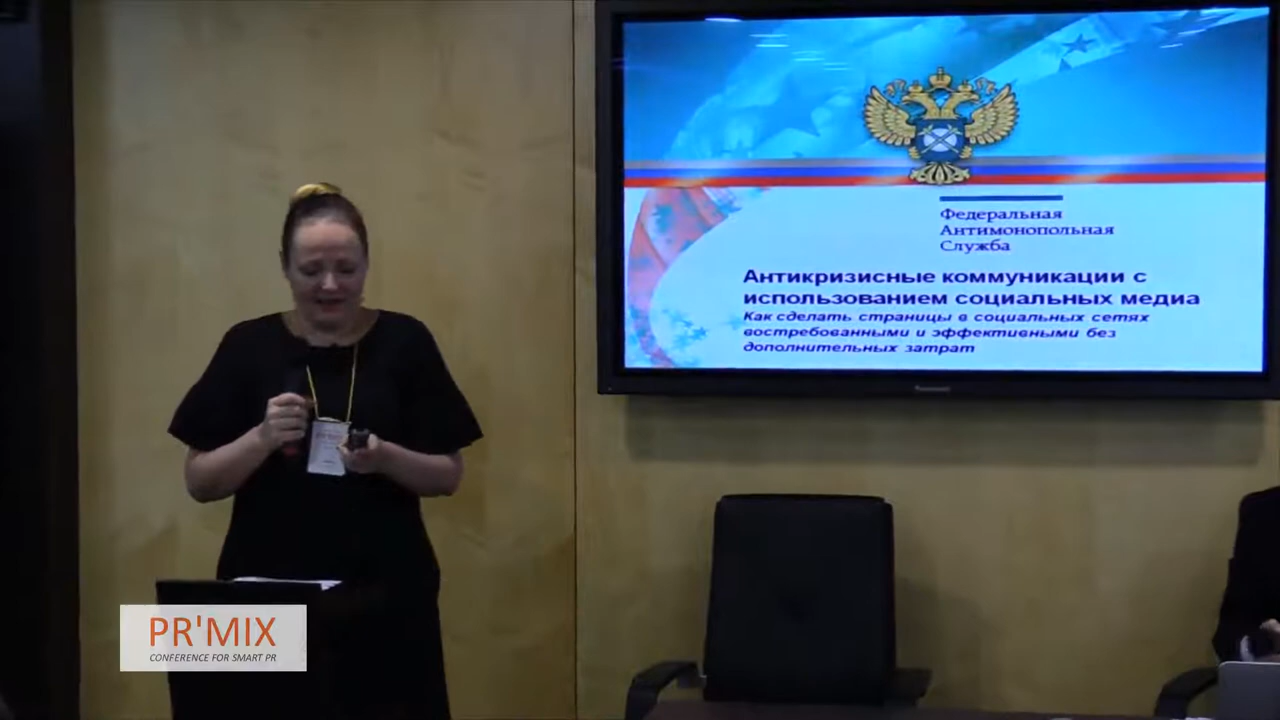 Федеральная
Антимонопольная
Служба
Антикризисные коммуникации с
использованием социальных медиа
Как сделать страницы в социальных сетях
востребованными и эффективными без
дополнительных затрат
Panasonic
PR'MIX
CONFERENCE FOR SMART PR